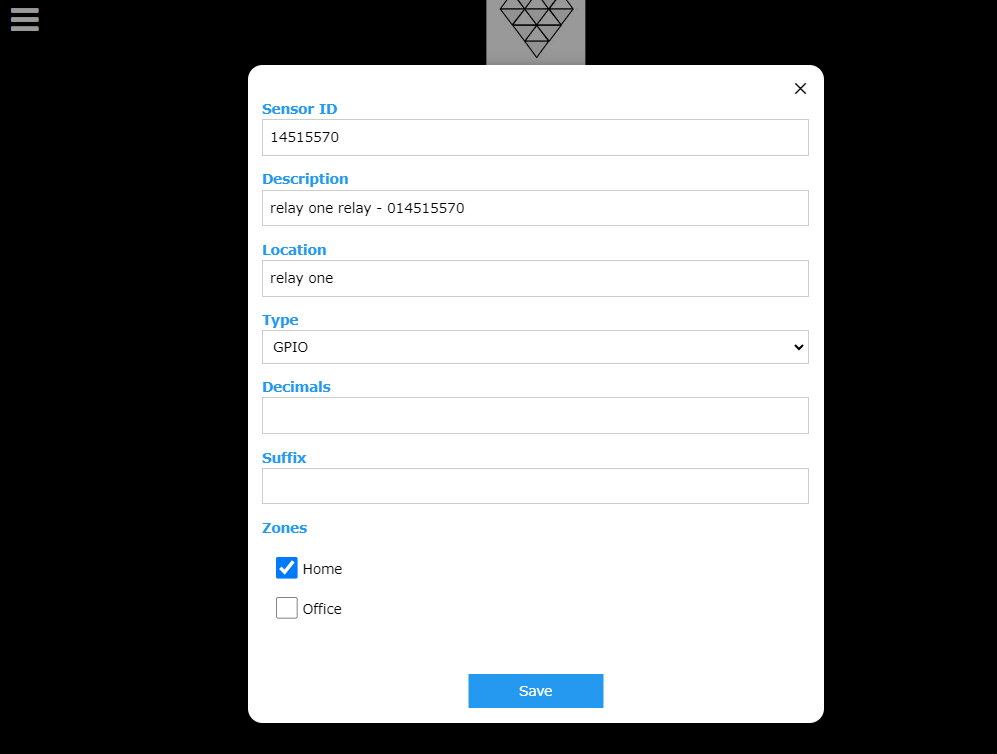 Sensor ID
14515570
Description
relay one relay - 014515570
Location
relay one
Type
GPIO
Decimals
Suffix
Zones
Home
Office
Save